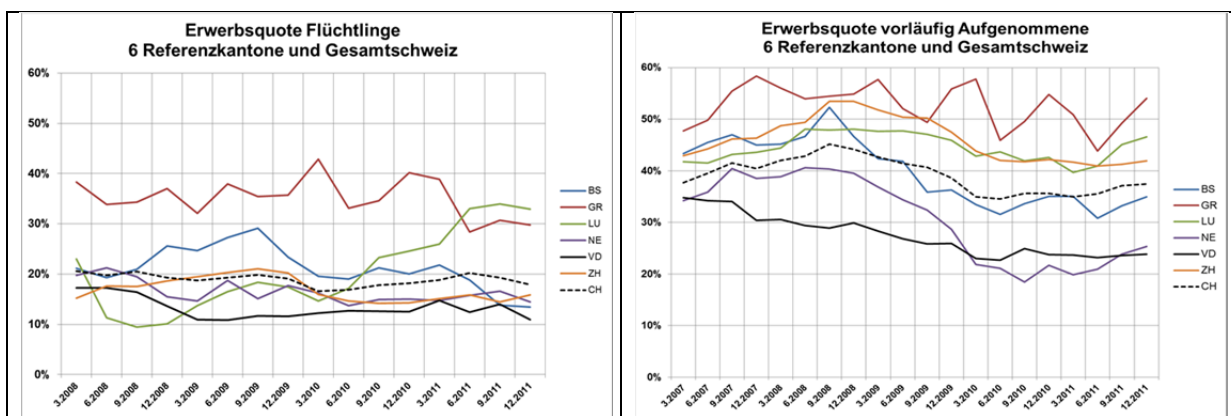 Erwerbsquote Flüchtlinge
6 Referenzkantone und Gesamtschweiz
60%
50%
40%
30%
20%
10%
0%
3.2008
6.2008
9.2008
12.2008
3.2009
6.2009
9.2009
12.2009
3.2010
6.2010
9.2010
12.2010
3.2011
6.2011
9.2011
12.2011
BS
GR
LU
NE
VD
ZH
CH
Erwerbsquote vorläufig Aufgenommene
6 Referenzkantone und Gesamtschweiz
60%
50%
40%
30%
20%
10%
0%
3.2007
6.2007
9.2007
12.2007
3.2008
6.2008
9.2008
12.2008
3.2009
6.2009
9.2009
12.2009
3.2010
6.2010
9.2010
12.2010
3.2011
6.2011
9.2011
12.2011
BS
GR
LU
NE
VD
ZH
CH